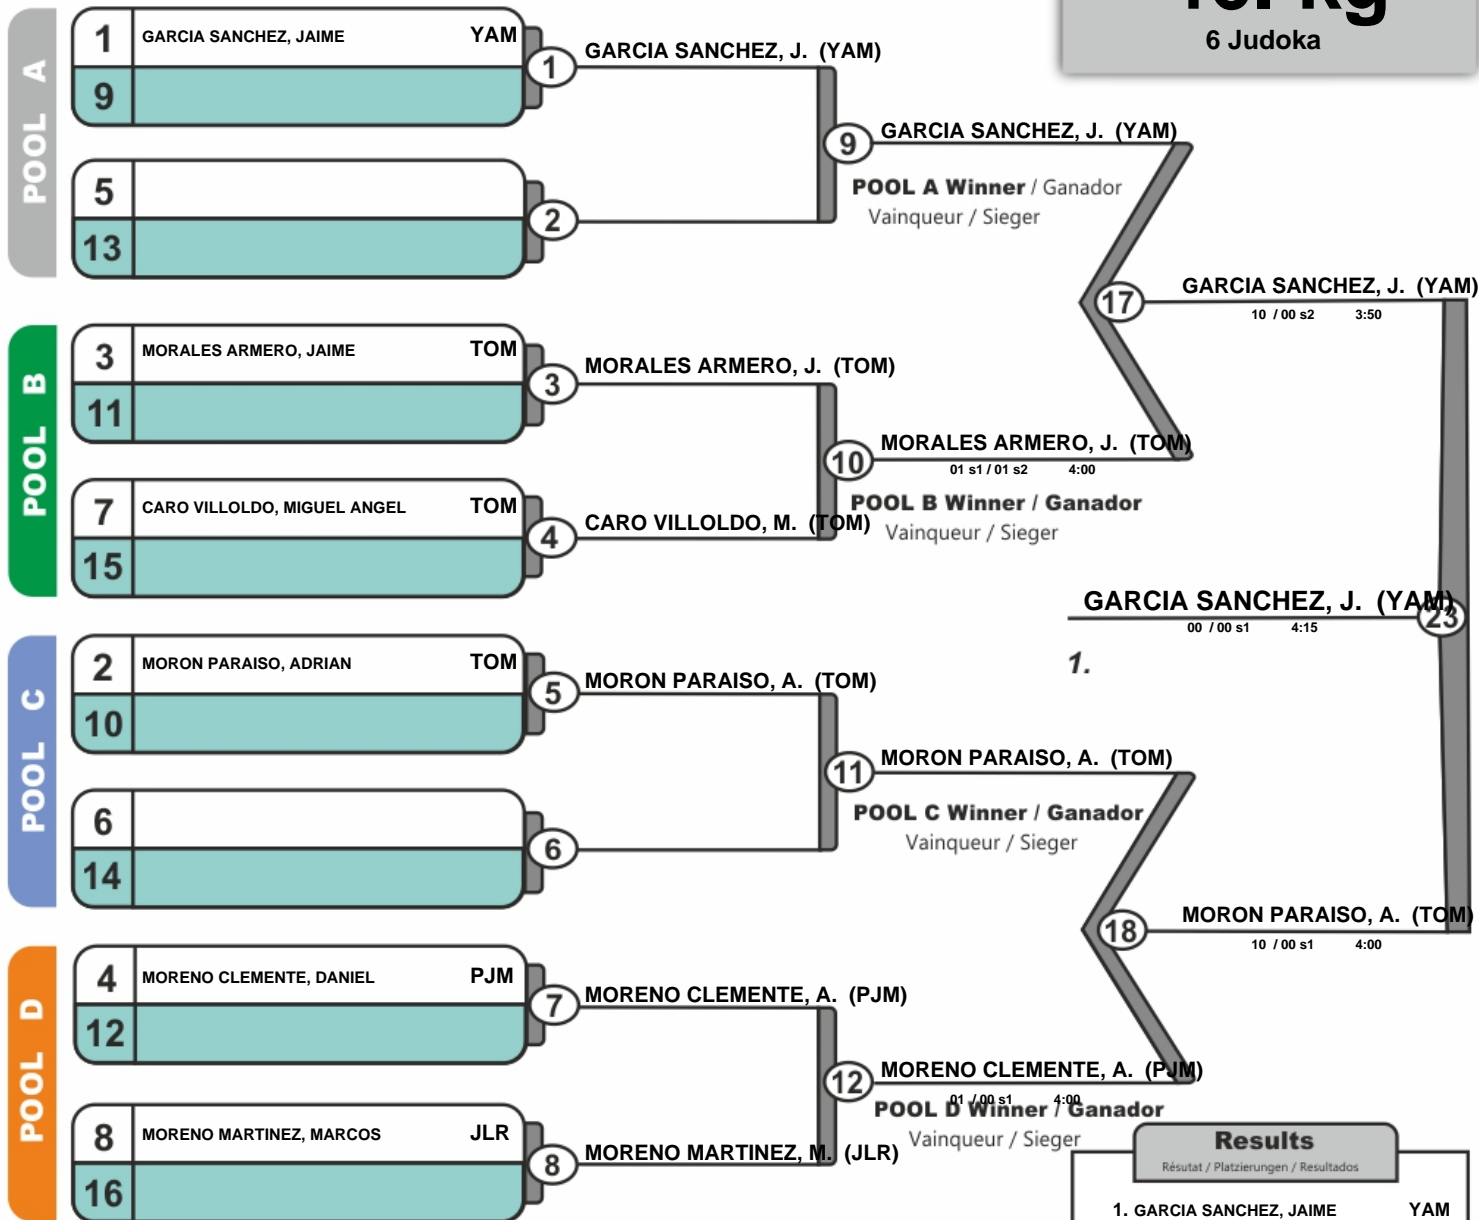 kg
6 Judoka
POOL A
1 GARCIA SANCHEZ, JAIME YAM
9
5
13
1 GARCIA SANCHEZ, J. (YAM)
2
9 GARCIA SANCHEZ, J. (YAM)
POOL A Winner / Ganador
Vainqueur / Sieger
17 GARCIA SANCHEZ, J. (YAM)
10 / 00 s2 3:50
POOL B
3 MORALES ARMERO, JAIME TOM
11
7 CARO VILLOLDO, MIGUEL ANGEL TOM
15
3 MORALES ARMERO, J. (TOM)
4 CARO VILLOLDO, M. (TOM)
10 MORALES ARMERO, J. (TOM)
01 s1 / 01 s2 4:00
POOL B Winner / Ganador
Vainqueur / Sieger
GARCIA SANCHEZ, J. (YAM) 23
00 / 00 s1 4:15
1.
POOL C
2 MORON PARAISO, ADRIAN TOM
10
6
14
5 MORON PARAISO, A. (TOM)
6
11 MORON PARAISO, A. (TOM)
POOL C Winner / Ganador
Vainqueur / Sieger
18 MORON PARAISO, A. (TOM)
10 / 00 s1 4:00
POOL D
4 MORENO CLEMENTE, DANIEL PJM
12
8 MORENO MARTINEZ, MARCOS JLR
16
7 MORENO CLEMENTE, A. (PJM)
8 MORENO MARTINEZ, M. (JLR)
12 MORENO CLEMENTE, A. (PJM)
01 / 00 s1 4:00
POOL D Winner / Ganador
Vainqueur / Sieger
Results
Résutat / Platzierungen / Resultados
1. GARCIA SANCHEZ, JAIME YAM